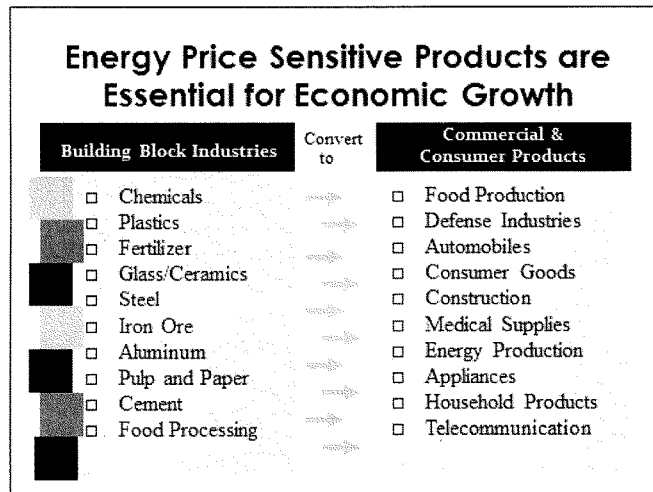 Energy Price Sensitive Products are
Essential for Economic Growth
Building Block Industries
Convert
to
Commercial &
Consumer Products
Chemicals
Plastics
Fertilizer
Glass/Ceramics
Steel
Iron Ore
Aluminum
Pulp and Paper
Cement
Food Processing
Food Production
Defense Industries
Automobiles
Consumer Goods
Construction
Medical Supplies
Energy Production
Appliances
Household Products
Telecommunication